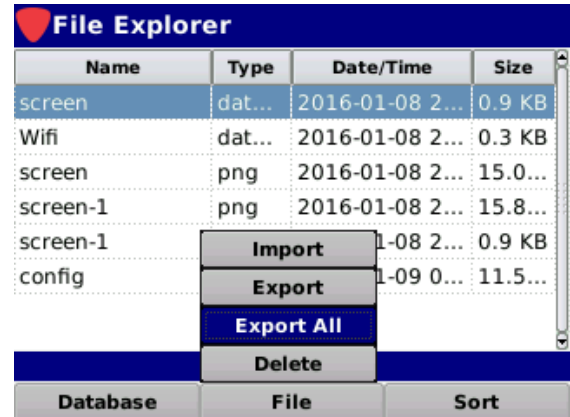 File Explorer
Name Type Date/Time Size
screen dat... 2016-01-08 2... 0.9 KB
Wifi dat... 2016-01-08 2... 0.3 KB
screen png 2016-01-08 2... 15.0...
screen-1 png 2016-01-08 2... 15.8...
screen-1 1-08 2... 0.9 KB
config 1-09 0... 11.5...
Import
Export
Export All
Delete
Database File Sort